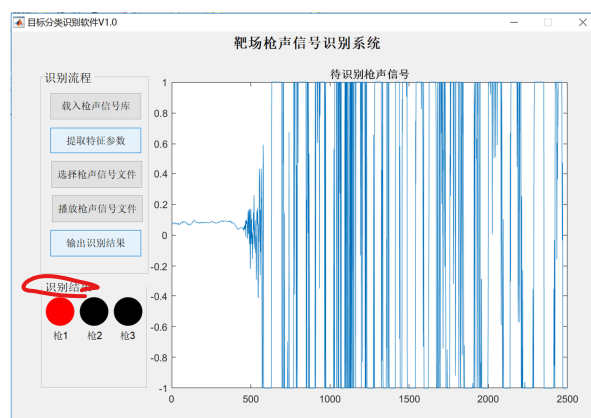 目标分类识别软件V1.0
靶场枪声信号识别系统
识别流程
载入枪声信号库
提取特征参数
选择枪声信号文件
播放枪声信号文件
输出识别结果
识别结
枪1 枪2 枪3
待识别枪声信号
1
0.8
0.6
0.4
0.2
0
-0.2
-0.4
-0.6
-0.8
-1
0 500 1000 1500 2000 2500